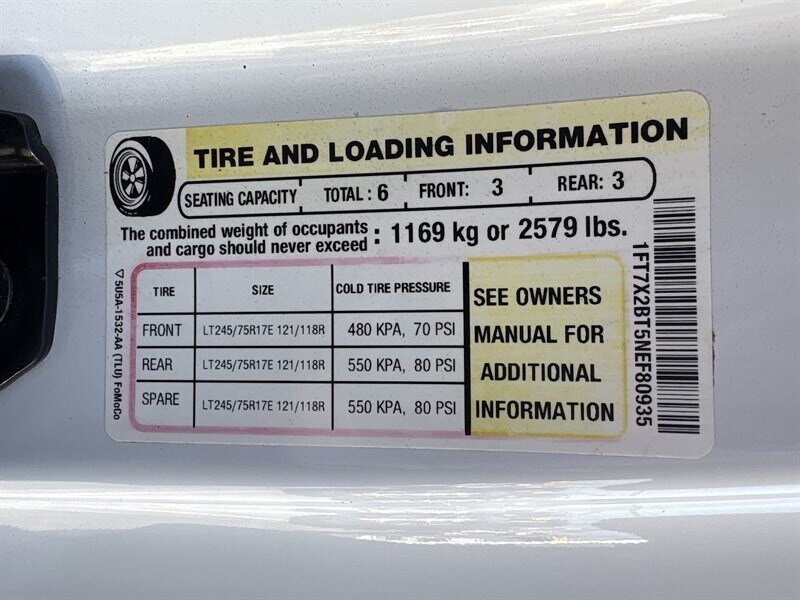 TIRE AND LOADING INFORMATION
SEATING CAPACITY TOTAL : 6 FRONT: 3 REAR: 3
The combined weight of occupants
and cargo should never exceed : 1169 kg or 2579 lbs.
TIRE SIZE COLD TIRE PRESSURE
FRONT LT245/75R17E 121/118R 480 KPA, 70 PSI
REAR LT245/75R17E 121/118R 550 KPA, 80 PSI
SPARE LT245/75R17E 121/118R 550 KPA, 80 PSI
SEE OWNERS
MANUAL FOR
ADDITIONAL
INFORMATION
5U5A-1532-AA (TLU) FoMoCo
1FT7X2BT5NEF80935